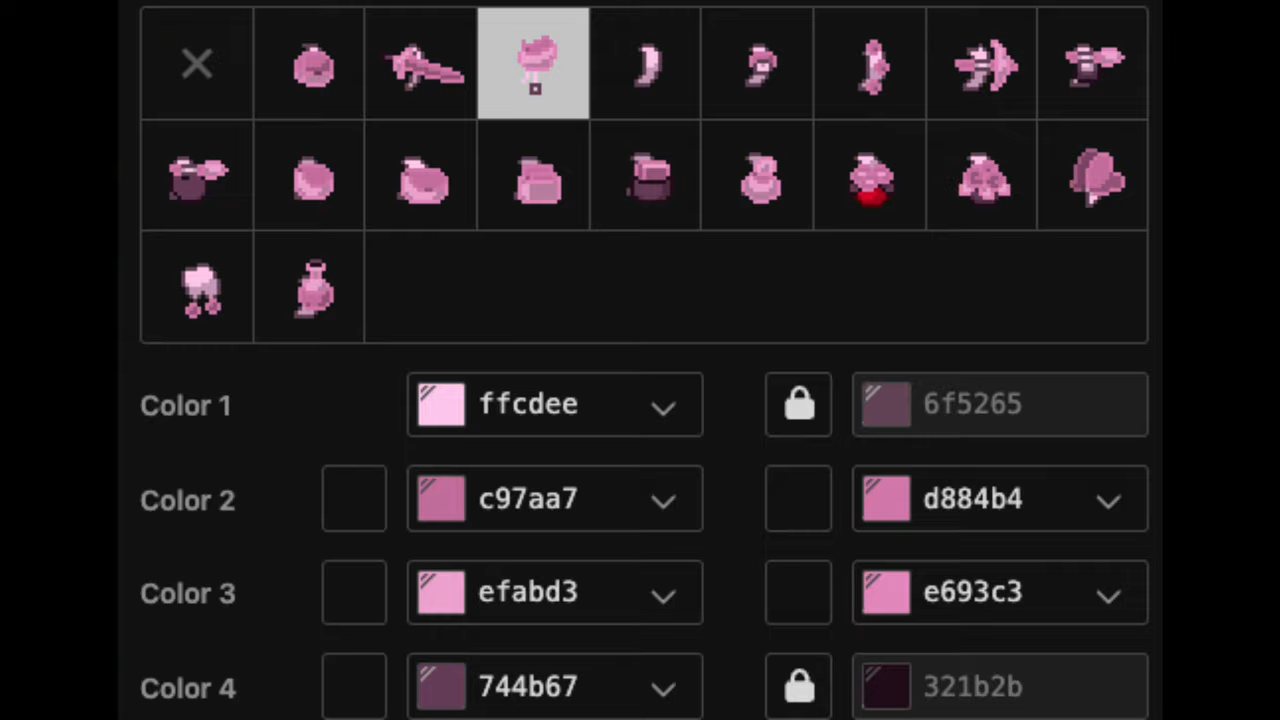 Color 1 ffcdee 6f5265
Color 2 c97aa7 d884b4
Color 3 efabd3 e693c3
Color 4 744b67 321b2b